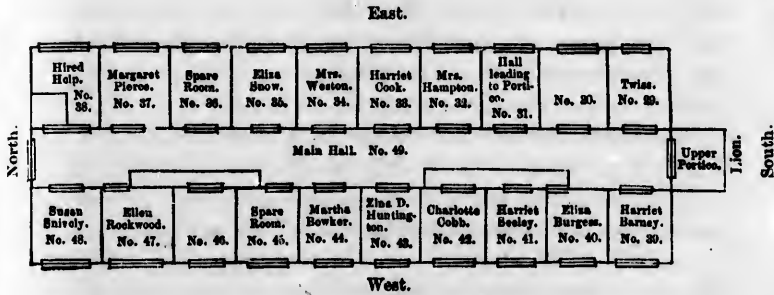 East.
Hired
Help.
No.
38.
Margaret
Pierce.
No. 37.
Spare
Room.
No. 36.
Eliza
Snow.
No. 35.
Mrs.
Weston.
No. 34.
Harriet
Cook.
No. 33.
Mrs.
Hampton.
No. 32.
Hall
leading
to Porti-
co.
No. 31.
No. 30.
Twiss.
No. 29.
North.
Main Hall. No. 49.
Upper
Portico.
Lion.
South.
Susan
Snively.
No. 48.
Ellen
Rockwood.
No. 47.
No. 46.
Spare
Room.
No. 45.
Martha
Bowker.
No. 44.
Zina D.
Hunting-
ton.
No. 43.
Charlotte
Cobb.
No. 42.
Harriet
Seeley.
No. 41.
Eliza
Burgess.
No. 40.
Harriet
Barney.
No. 39.
West.